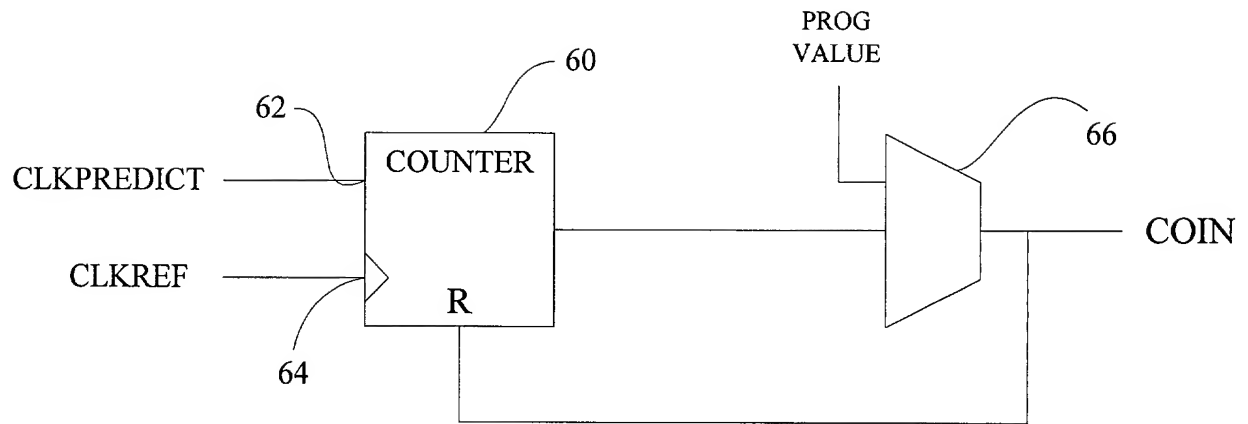 PROG
VALUE
60
62
66
CLKPREDICT
COUNTER
COIN
CLKREF
R
64